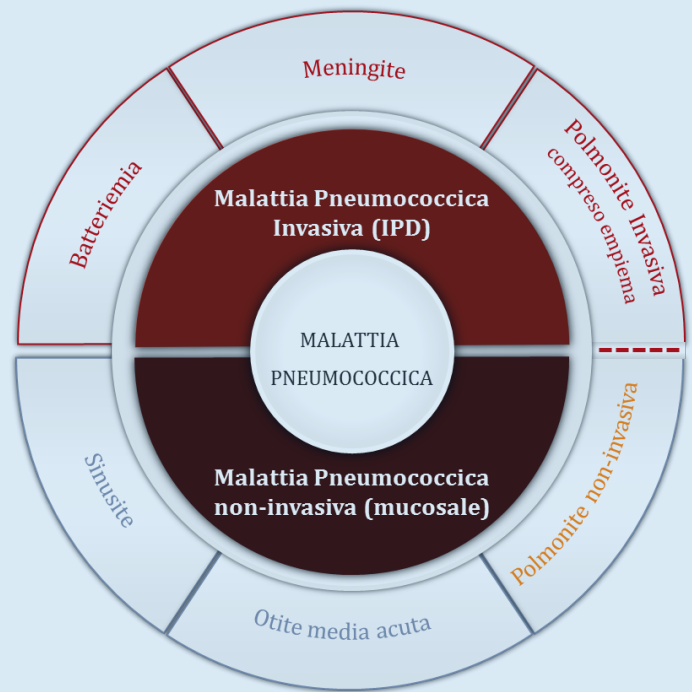 Meningite
Batteriemia
Polmonite Invasiva
compreso empiema
Malattia Pneumococcica
Invasiva (IPD)
MALATTIA
PNEUMOCOCCICA
Malattia Pneumococcica
non-invasiva (mucosale)
Sinusite
Otite media acuta
Polmonite non-invasiva